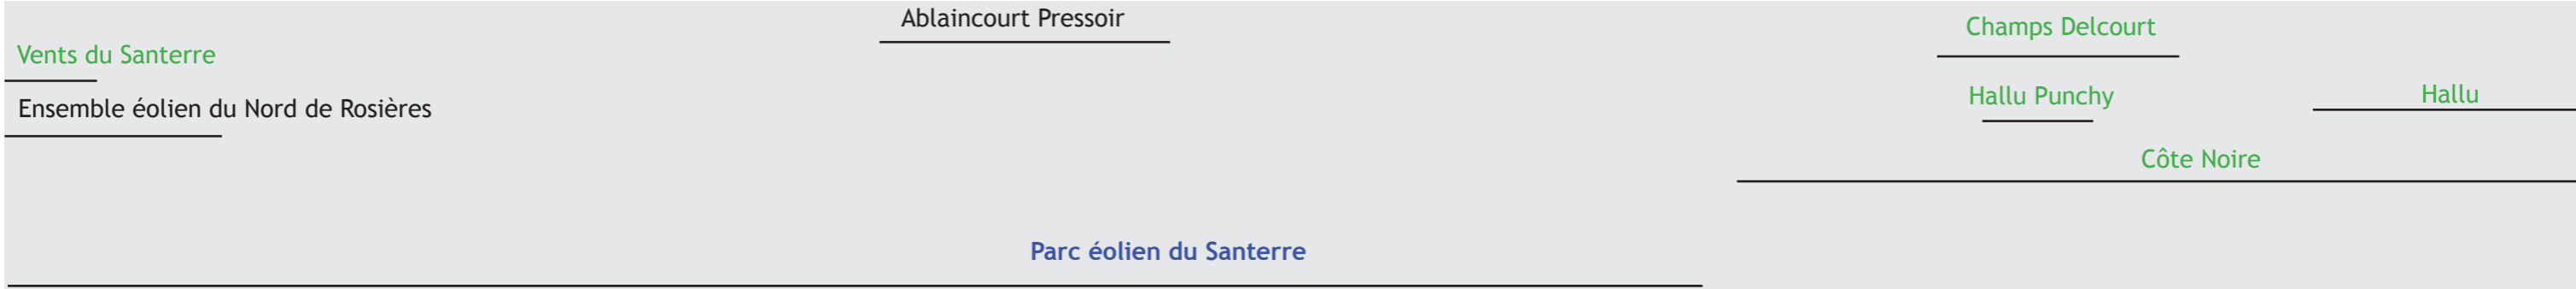 Ablaincourt Pressoir
Champs Delcourt
Vents du Santerre
Ensemble éolien du Nord de Rosières
Hallu Punchy
Hallu
Côte Noire
Parc éolien du Santerre